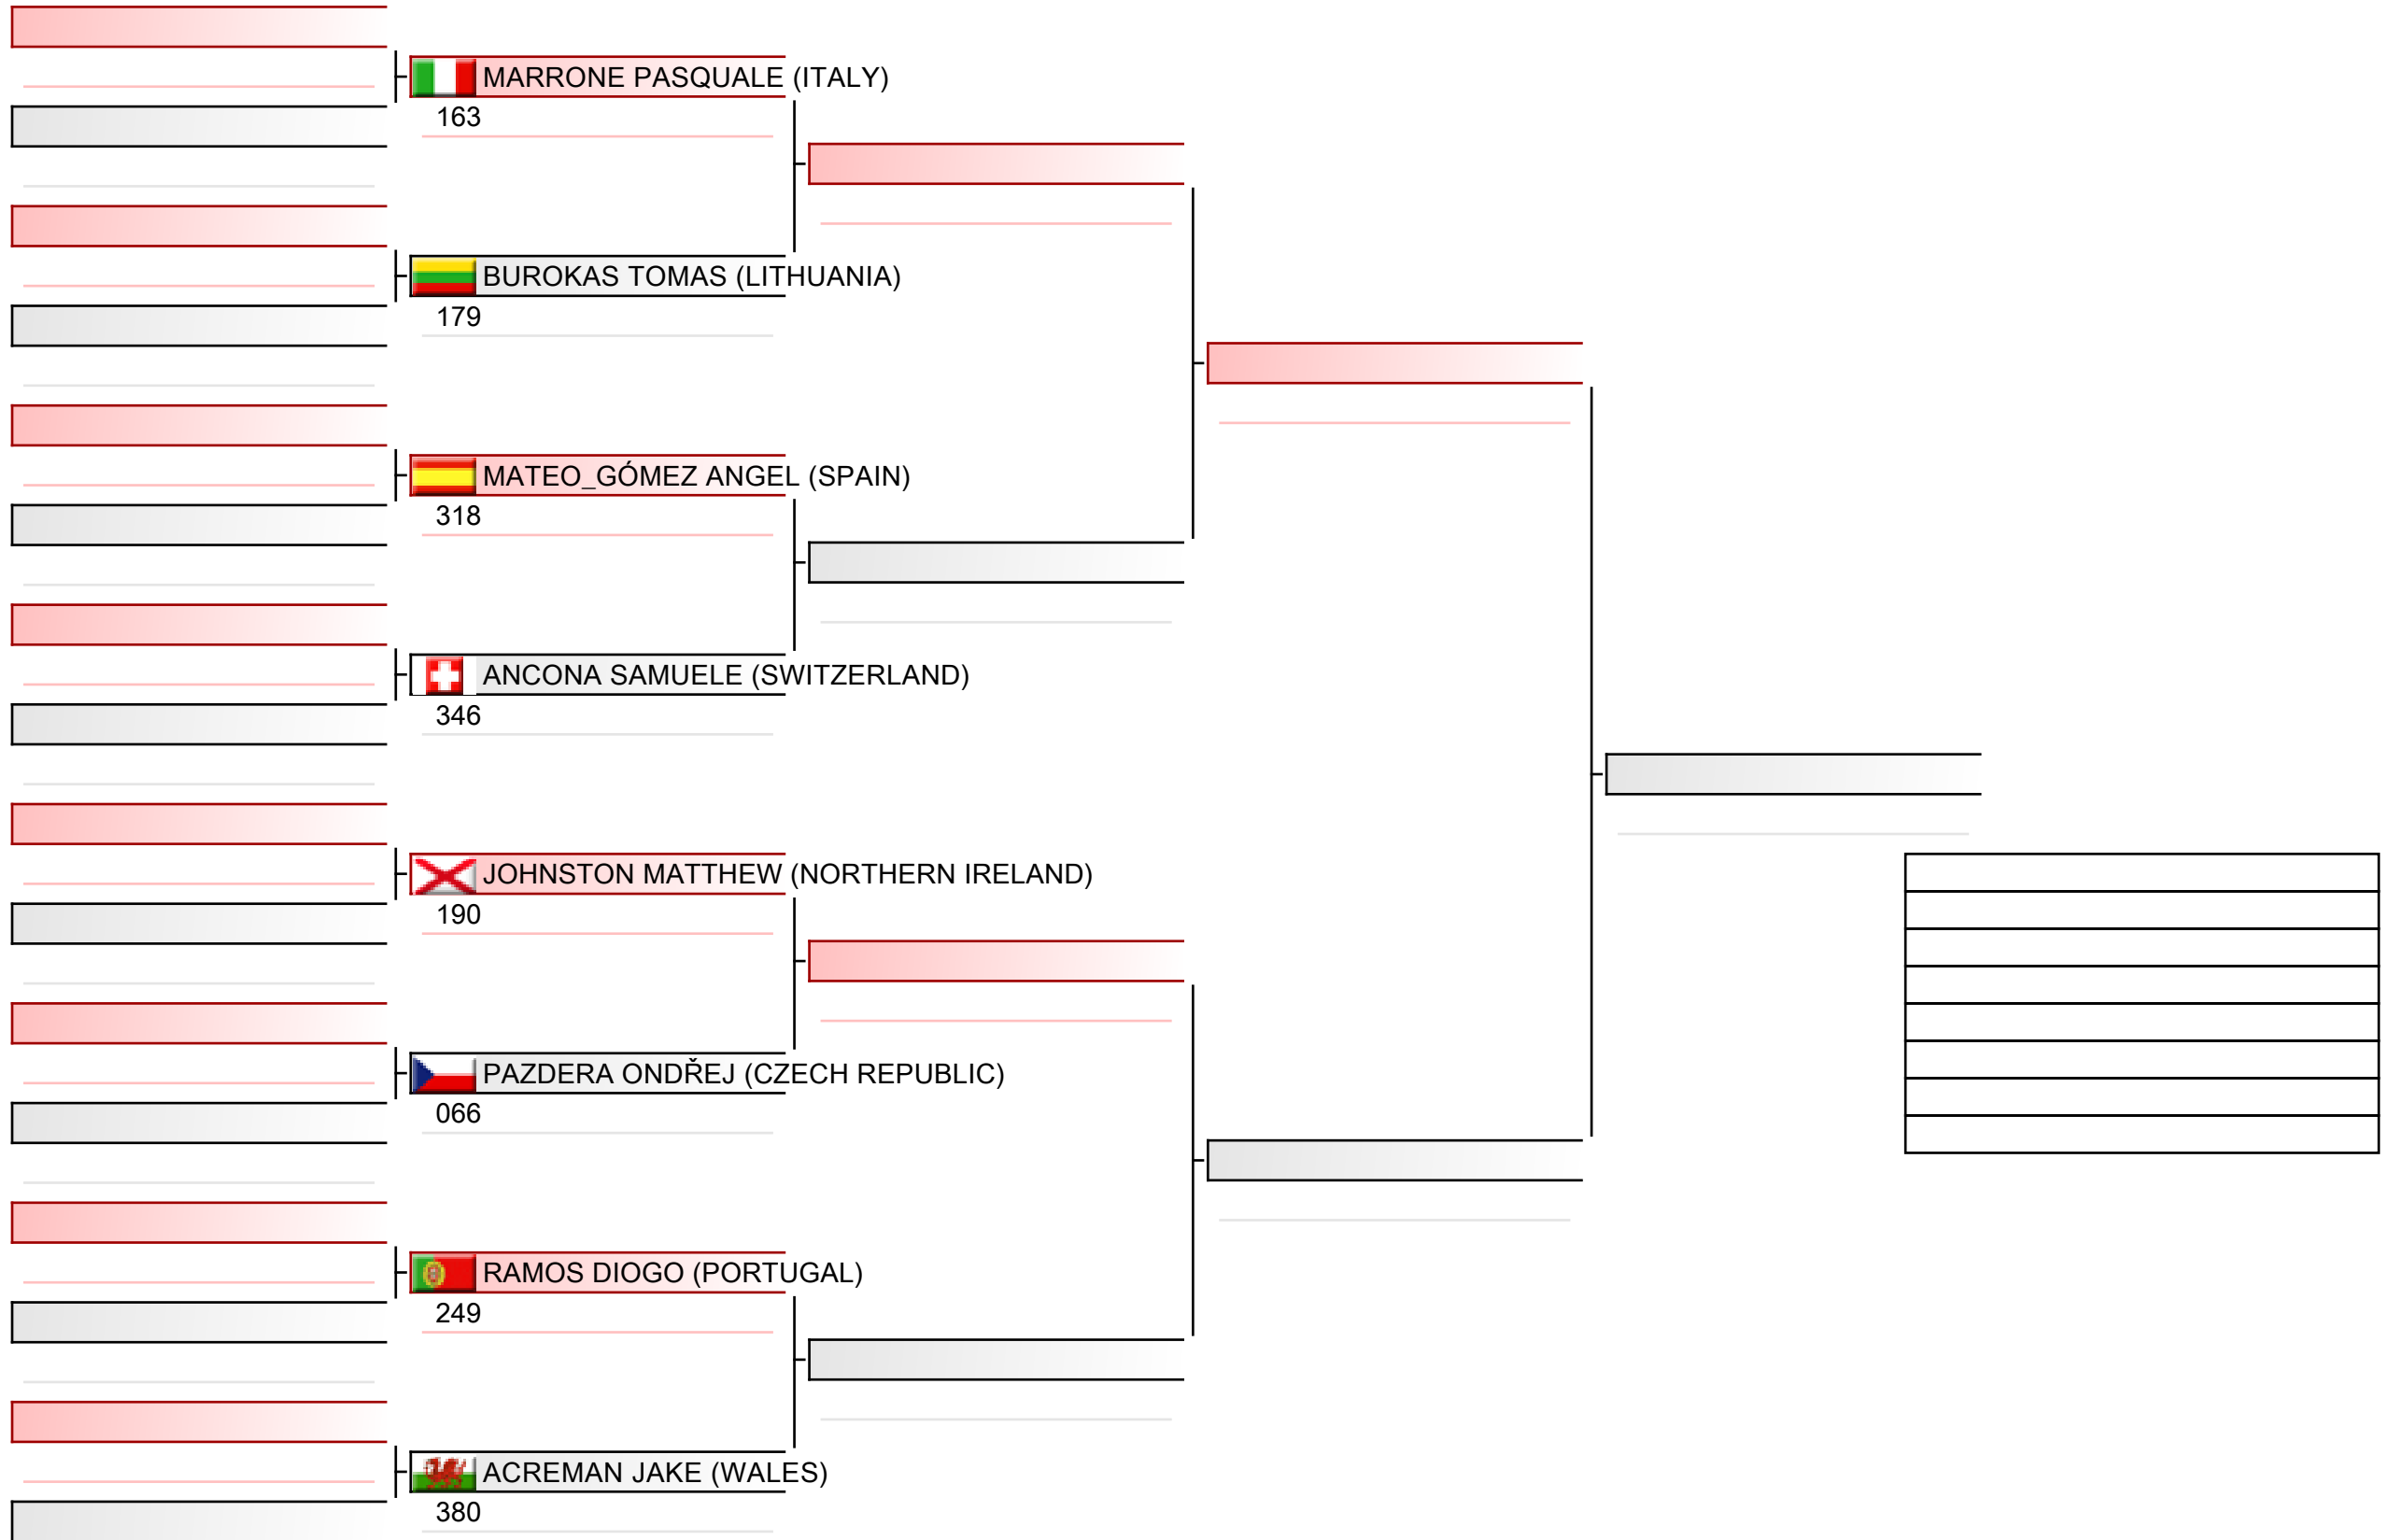 MARRONE PASQUALE (ITALY)
163
BUROKAS TOMAS (LITHUANIA)
179
MATEO_GÓMEZ ANGEL (SPAIN)
318
ANCONA SAMUELE (SWITZERLAND)
346
JOHNSTON MATTHEW (NORTHERN IRELAND)
190
PAZDERA ONDŘEJ (CZECH REPUBLIC)
066
RAMOS DIOGO (PORTUGAL)
249
ACREMAN JAKE (WALES)
380